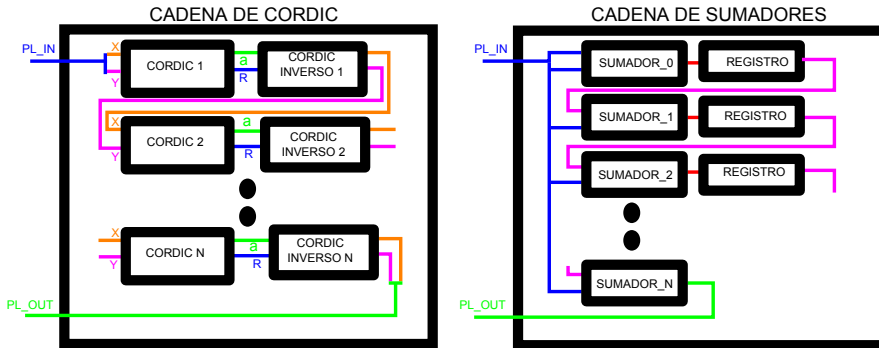 CADENA DE CORDIC
PL_IN
X
Y
CORDIC 1
a
R
CORDIC
INVERSO 1
X
Y
CORDIC 2
a
R
CORDIC
INVERSO 2
X
Y
CORDIC N
a
R
CORDIC
INVERSO N
PL_OUT
CADENA DE SUMADORES
PL_IN
SUMADOR_0
REGISTRO
SUMADOR_1
REGISTRO
SUMADOR_2
REGISTRO
SUMADOR_N
PL_OUT